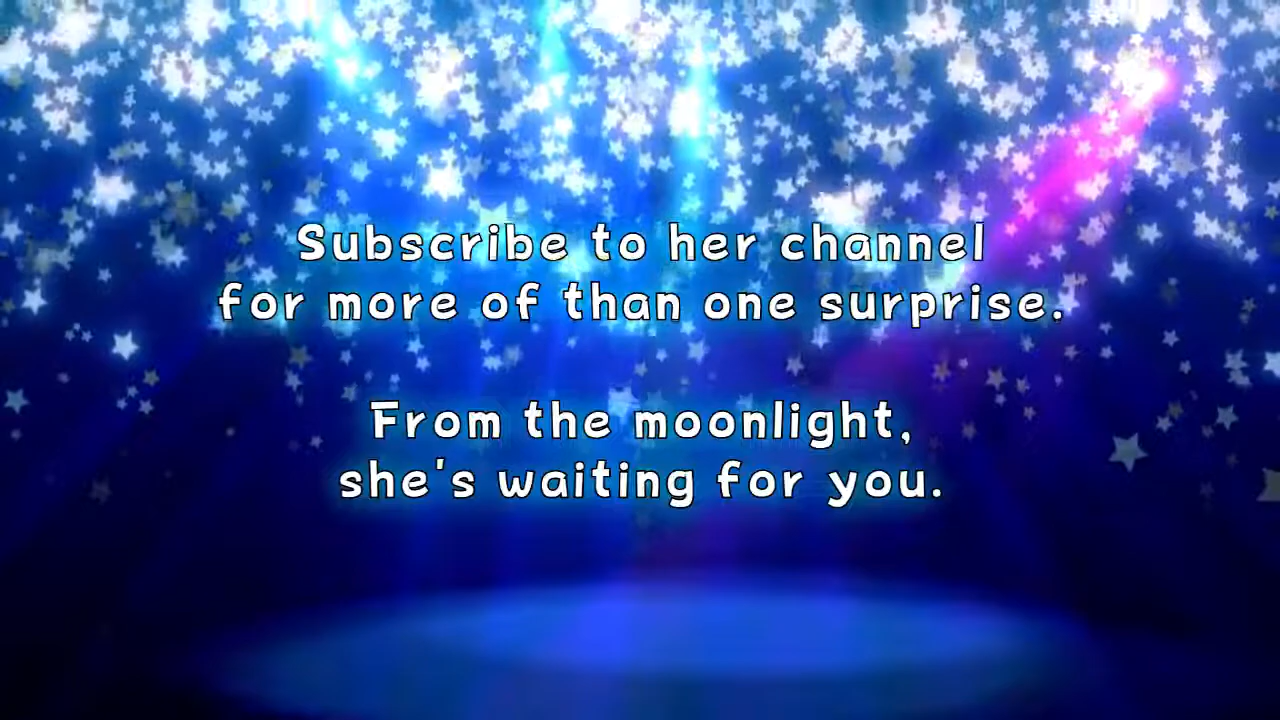 Subscribe to her channel
for more of than one surprise.
From the moonlight,
she's waiting for you.